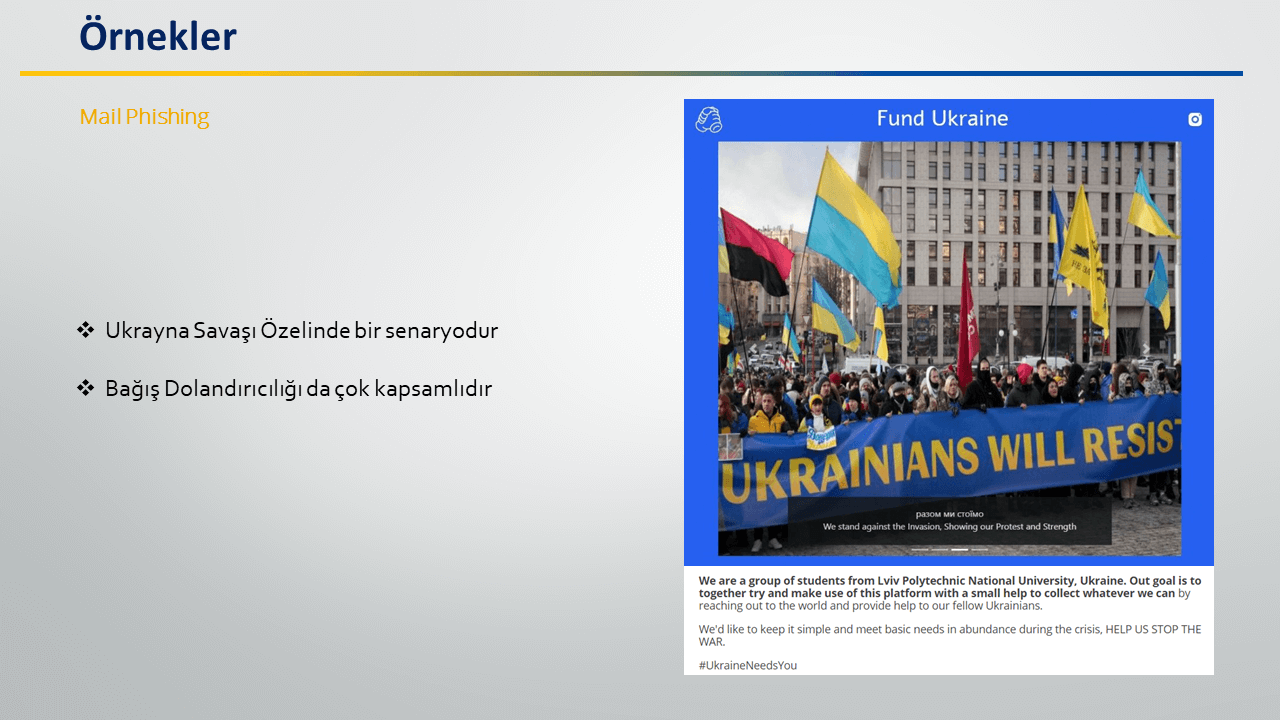 Örnekler
Mail Phishing
❖ Ukrayna Savaşı Özelinde bir senaryodur
❖ Bağış Dolandırıcılığı da çok kapsamlıdır
Fund Ukraine
UKRAINIANS WILL RESIST
разом ми стоїмо
We stand against the Invasion, Showing our Protest and Strength
We are a group of students from Lviv Polytechnic National University, Ukraine. Out goal is to
together try and make use of this platform with a small help to collect whatever we can by
reaching out to the world and provide help to our fellow Ukrainians.
We'd like to keep it simple and meet basic needs in abundance during the crisis, HELP US STOP THE
WAR.
#UkraineNeedsYou